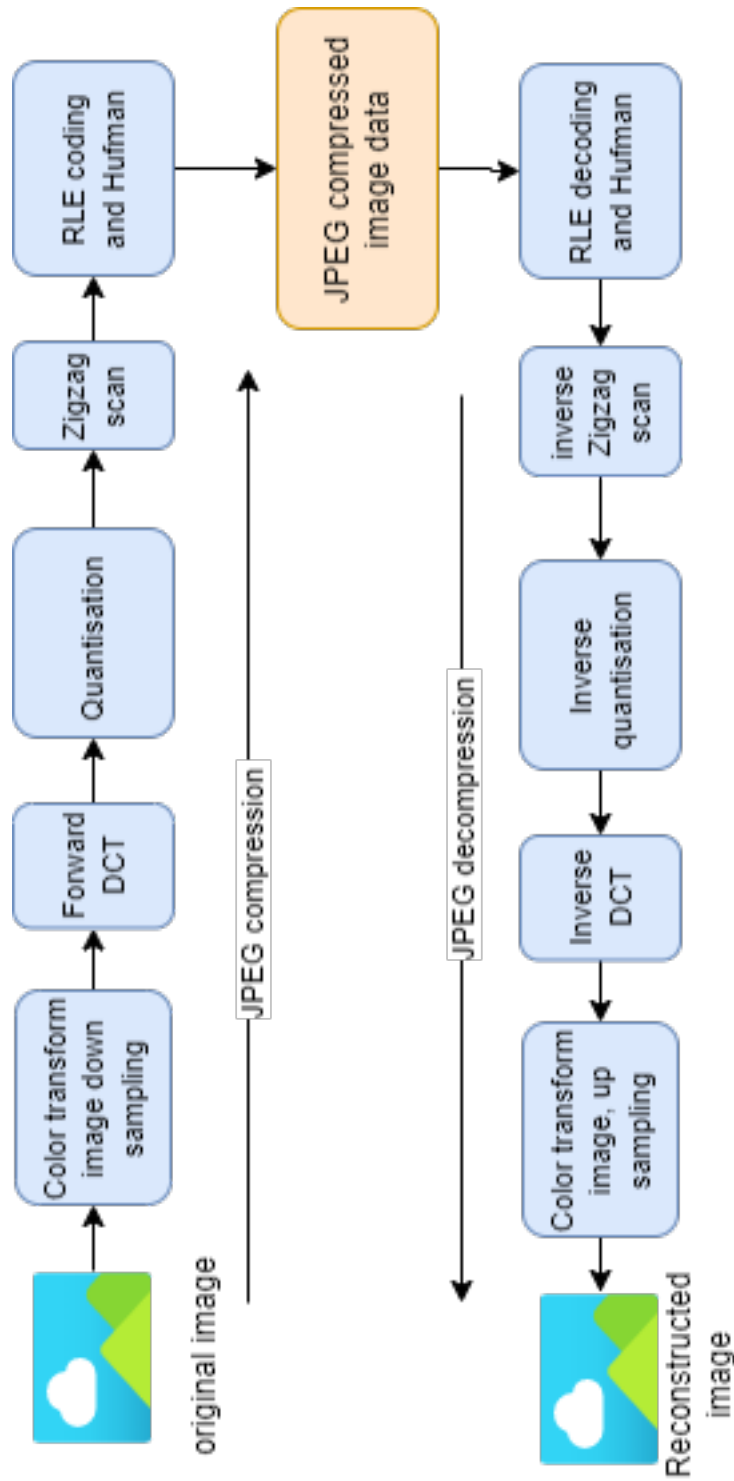 original image
Color transform
image down
sampling
Forward
DCT
Quantisation
Zigzag
scan
RLE coding
and Hufman
JPEG compression
JPEG compressed
image data
JPEG decompression
RLE decoding
and Hufman
inverse
Zigzag
scan
Inverse
quantisation
Inverse
DCT
Color transform
image, up
sampling
Reconstructed
image